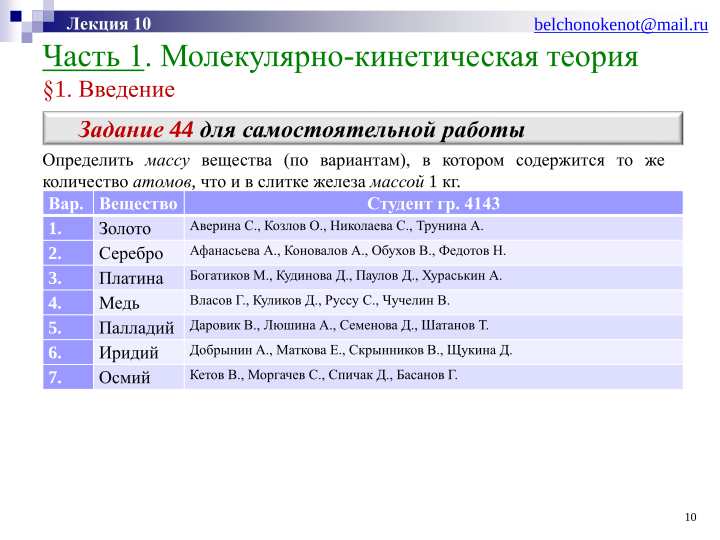 Лекция 10
belchonokenot@mail.ru
Часть 1. Молекулярно-кинетическая теория
§1. Введение
Задание 44 для самостоятельной работы
Определить массу вещества (по вариантам), в котором содержится то же
количество атомов, что и в слитке железа массой 1 кг.
Вар. Вещество Студент гр. 4143
1. Золото Аверина С., Козлов О., Николаева С., Трунина А.
2. Серебро Афанасьева А., Коновалов А., Обухов В., Федотов Н.
3. Платина Богатиков М., Кудинова Д., Паулов Д., Хураськин А.
4. Медь Власов Г., Куликов Д., Руссу С., Чучелин В.
5. Палладий Даровик В., Люшина А., Семенова Д., Шатанов Т.
6. Иридий Добрынин А., Маткова Е., Скрынников В., Щукина Д.
7. Осмий Кетов В., Моргачев С., Спичак Д., Басанов Г.
10